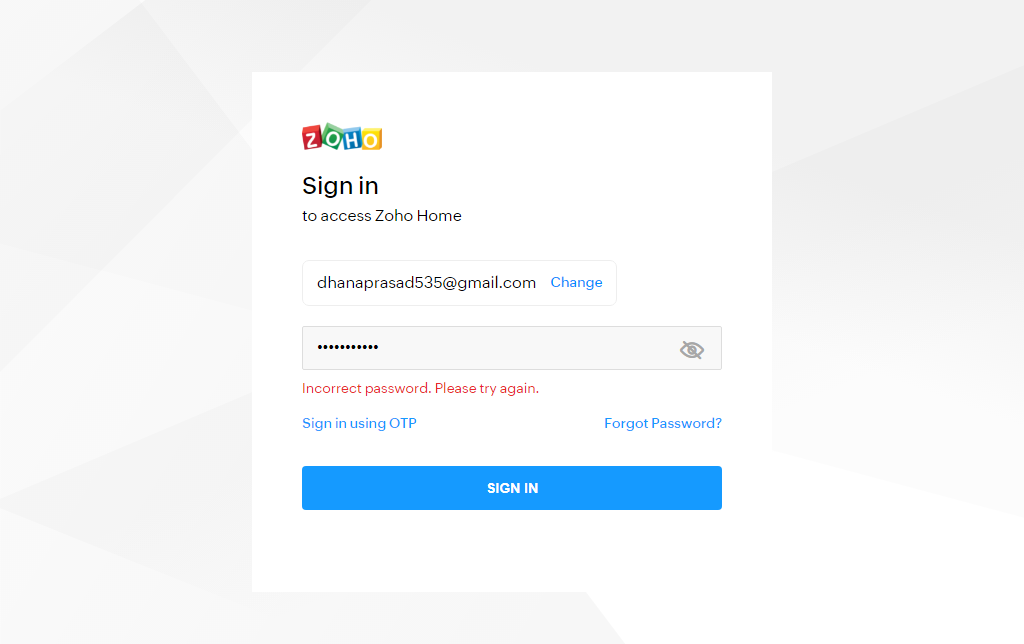 ZOHO
Sign in
to access Zoho Home
dhanaprasad535@gmail.com Change
•••••••••••
Incorrect password. Please try again.
Sign in using OTP Forgot Password?
SIGN IN